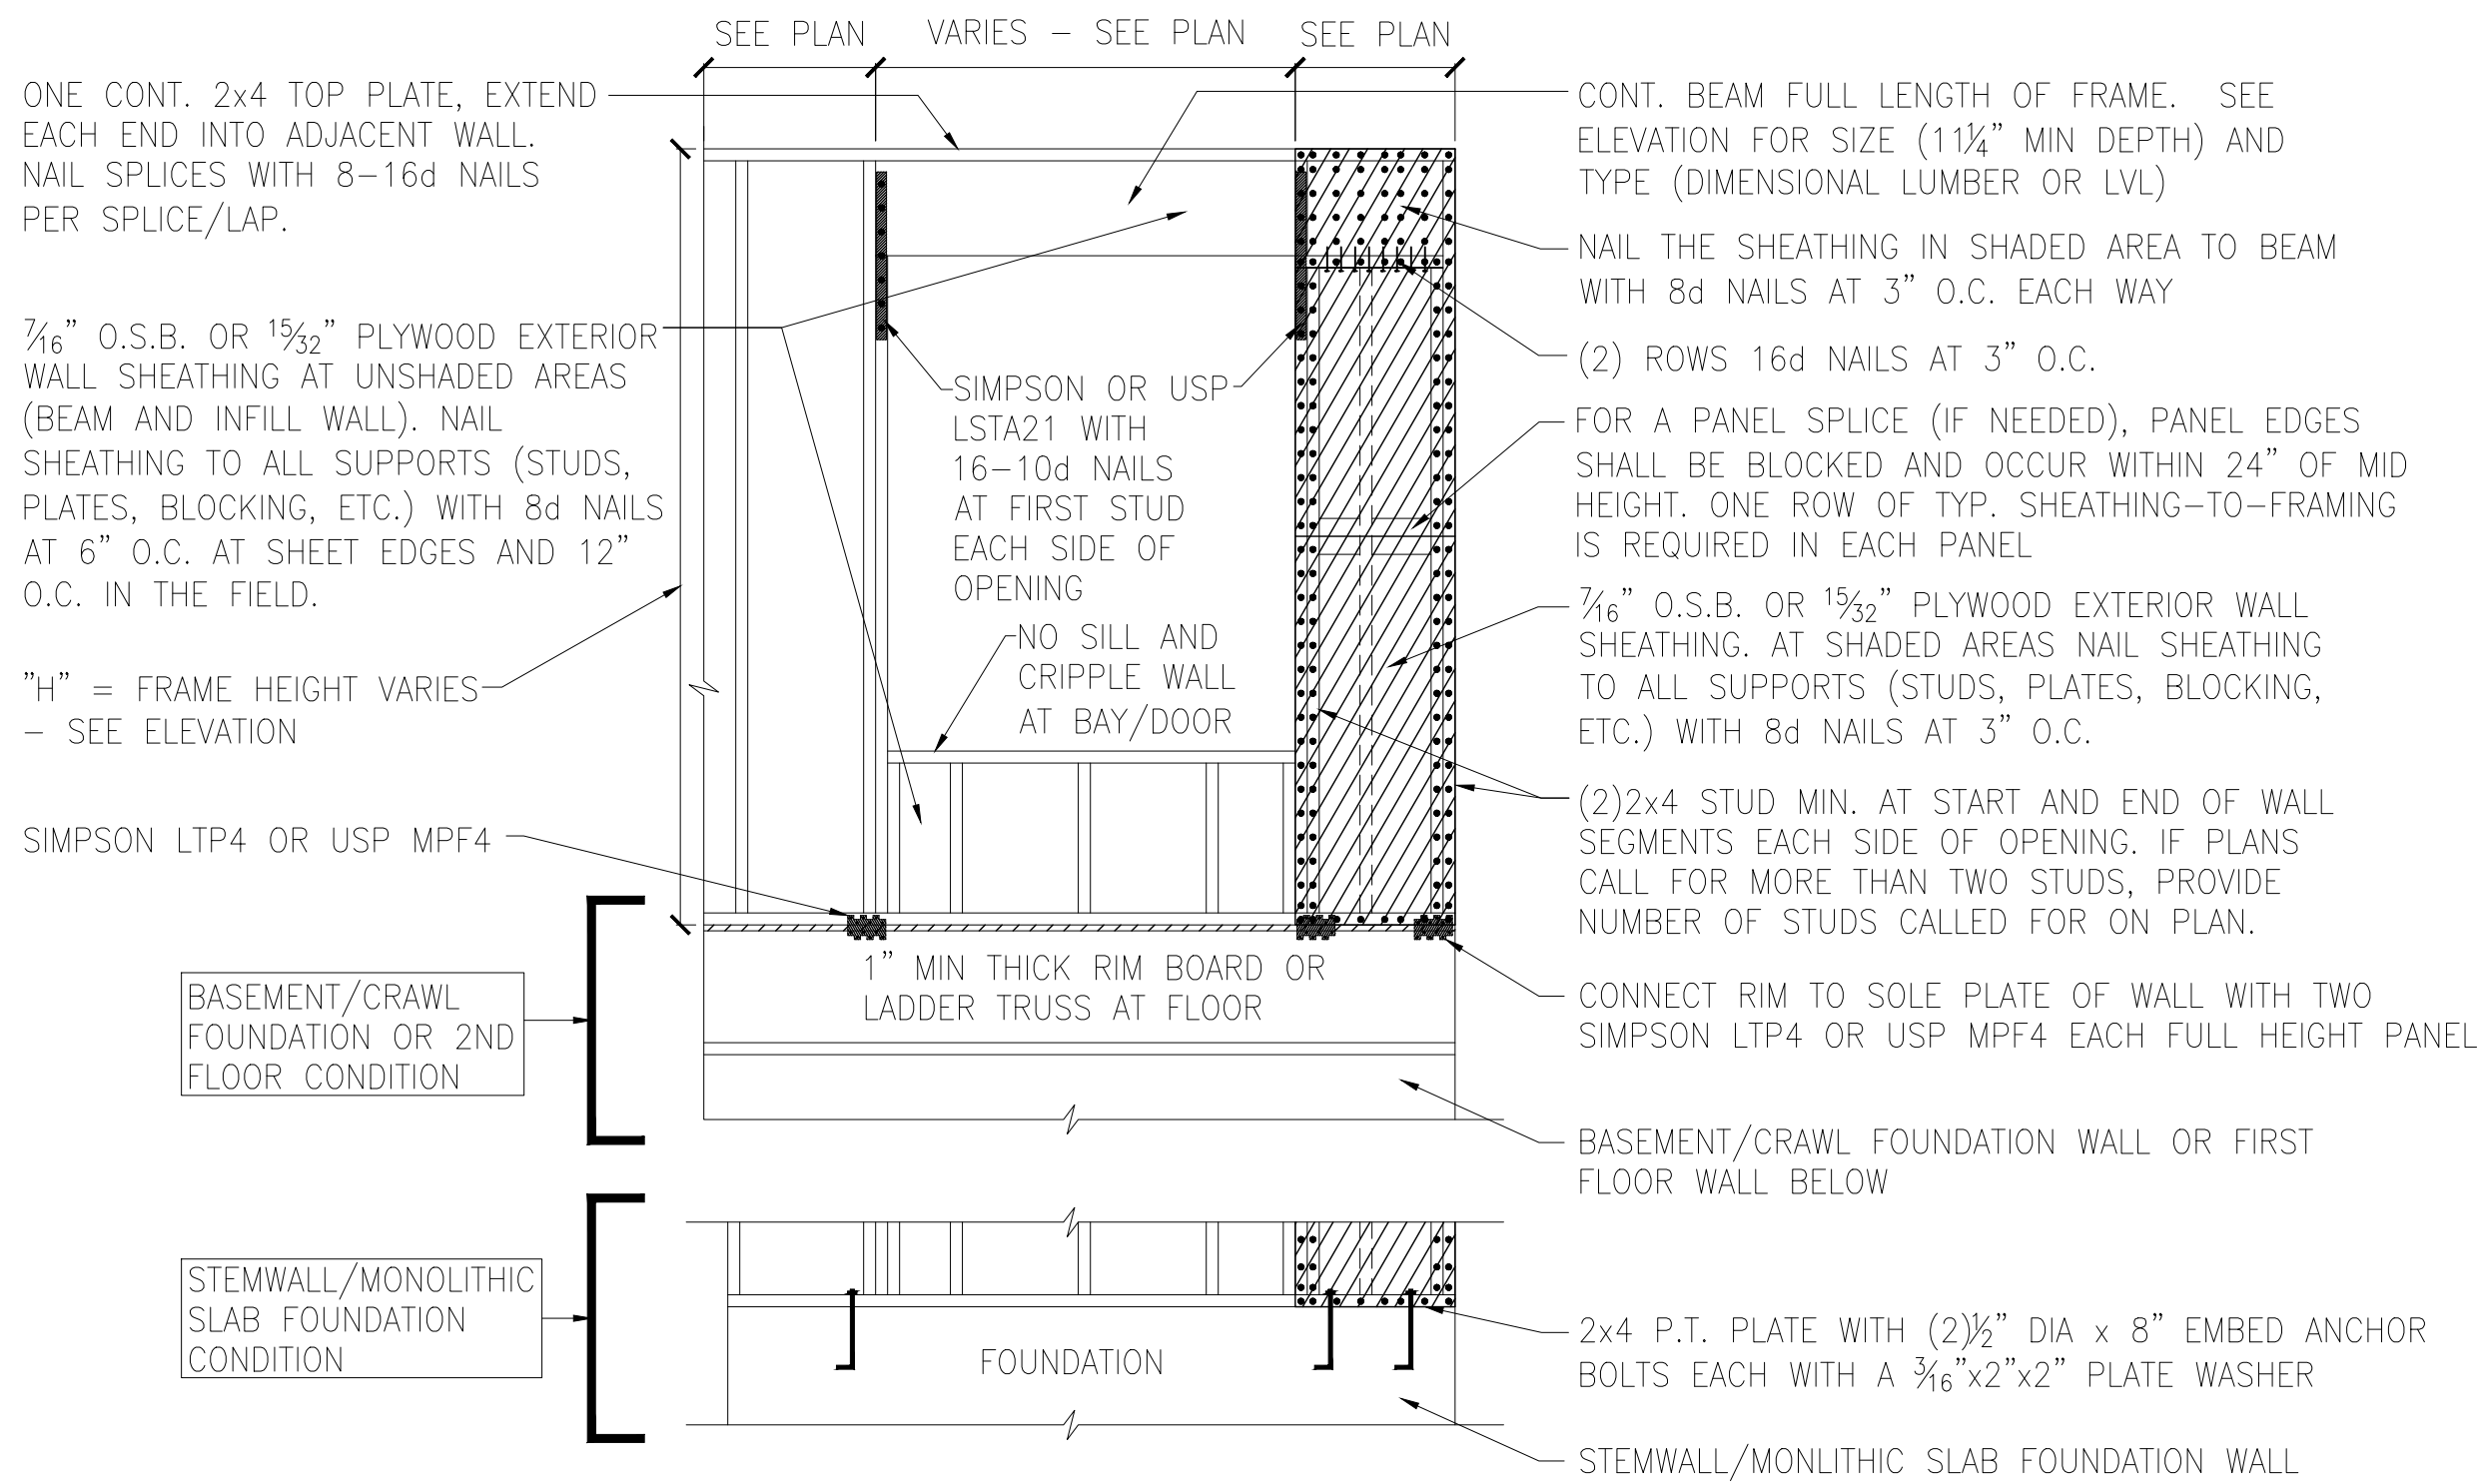 SEE PLAN
VARIES – SEE PLAN
SEE PLAN
ONE CONT. 2x4 TOP PLATE, EXTEND
EACH END INTO ADJACENT WALL.
NAIL SPLICES WITH 8–16d NAILS
PER SPLICE/LAP.
7⁄16" O.S.B. OR 15⁄32" PLYWOOD EXTERIOR
WALL SHEATHING AT UNSHADED AREAS
(BEAM AND INFILL WALL). NAIL
SHEATHING TO ALL SUPPORTS (STUDS,
PLATES, BLOCKING, ETC.) WITH 8d NAILS
AT 6" O.C. AT SHEET EDGES AND 12"
O.C. IN THE FIELD.
"H" = FRAME HEIGHT VARIES
– SEE ELEVATION
SIMPSON LTP4 OR USP MPF4
BASEMENT/CRAWL
FOUNDATION OR 2ND
FLOOR CONDITION
STEMWALL/MONOLITHIC
SLAB FOUNDATION
CONDITION
SIMPSON OR USP
LSTA21 WITH
16–10d NAILS
AT FIRST STUD
EACH SIDE OF
OPENING
NO SILL AND
CRIPPLE WALL
AT BAY/DOOR
1" MIN THICK RIM BOARD OR
LADDER TRUSS AT FLOOR
FOUNDATION
CONT. BEAM FULL LENGTH OF FRAME. SEE
ELEVATION FOR SIZE (11¼" MIN DEPTH) AND
TYPE (DIMENSIONAL LUMBER OR LVL)
NAIL THE SHEATHING IN SHADED AREA TO BEAM
WITH 8d NAILS AT 3" O.C. EACH WAY
(2) ROWS 16d NAILS AT 3" O.C.
FOR A PANEL SPLICE (IF NEEDED), PANEL EDGES
SHALL BE BLOCKED AND OCCUR WITHIN 24" OF MID
HEIGHT. ONE ROW OF TYP. SHEATHING–TO–FRAMING
IS REQUIRED IN EACH PANEL
7⁄16" O.S.B. OR 15⁄32" PLYWOOD EXTERIOR WALL
SHEATHING. AT SHADED AREAS NAIL SHEATHING
TO ALL SUPPORTS (STUDS, PLATES, BLOCKING,
ETC.) WITH 8d NAILS AT 3" O.C.
(2)2x4 STUD MIN. AT START AND END OF WALL
SEGMENTS EACH SIDE OF OPENING. IF PLANS
CALL FOR MORE THAN TWO STUDS, PROVIDE
NUMBER OF STUDS CALLED FOR ON PLAN.
CONNECT RIM TO SOLE PLATE OF WALL WITH TWO
SIMPSON LTP4 OR USP MPF4 EACH FULL HEIGHT PANEL
BASEMENT/CRAWL FOUNDATION WALL OR FIRST
FLOOR WALL BELOW
2x4 P.T. PLATE WITH (2)½" DIA x 8" EMBED ANCHOR
BOLTS EACH WITH A 3⁄16"x2"x2" PLATE WASHER
STEMWALL/MONLITHIC SLAB FOUNDATION WALL